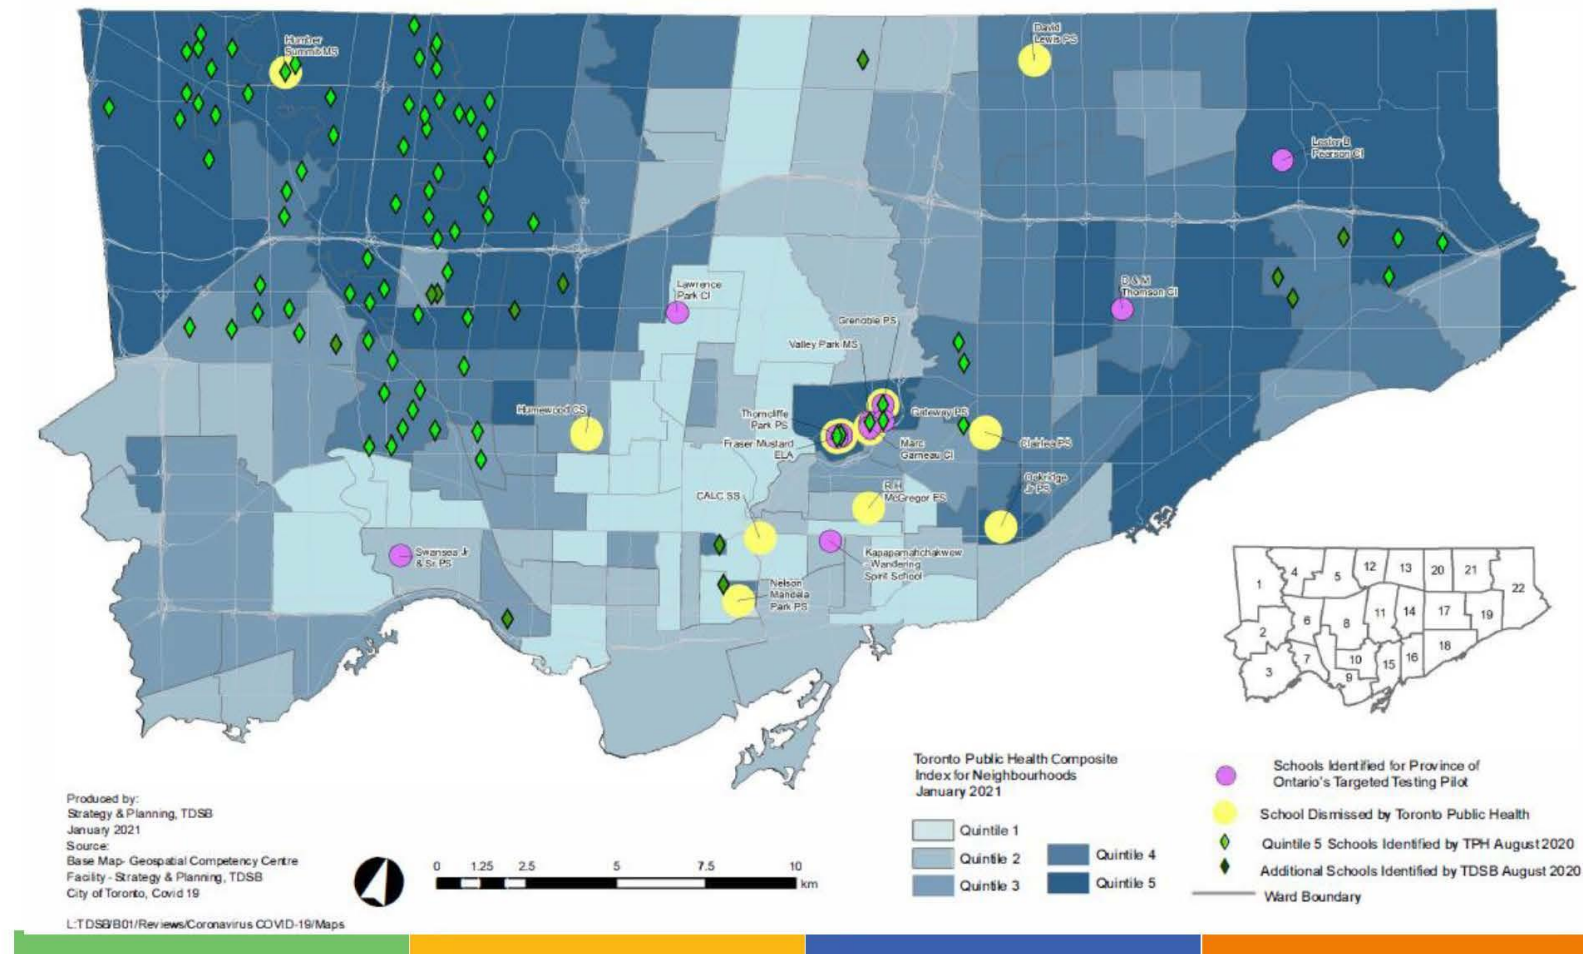 Humber
Summit MS
David
Lewis PS
Lester B
Pearson CI
Lawrence
Park CI
D & M
Thomson CI
Grenoble PS
Valley Park MS
Humewood CS
Thorncliffe
Park PS
Gateway PS
Fraser Mustard
ELA
Marc
Garneau CI
Clairlea PS
Oakridge
Jr PS
CALC SS
R.H
McGregor ES
Swansea Jr
& Sr PS
Kapapamahchakwew
- Wandering
Spirit School
Nelson
Mandela
Park PS
1
4
5
12
13
20
21
22
2
6
8
11
14
17
19
3
7
10
9
15
16
18
Toronto Public Health Composite
Index for Neighbourhoods
January 2021
Quintile 1
Quintile 2
Quintile 3
Quintile 4
Quintile 5
Schools Identified for Province of
Ontario's Targeted Testing Pilot
School Dismissed by Toronto Public Health
Quintile 5 Schools Identified by TPH August 2020
Additional Schools Identified by TDSB August 2020
Ward Boundary
Produced by:
Strategy & Planning, TDSB
January 2021
Source:
Base Map- Geospatial Competency Centre
Facility - Strategy & Planning, TDSB
City of Toronto, Covid 19
L:TDSB/B01/Reviews/Coronavirus COVID-19/Maps
0 1.25 2.5 5 7.5 10
km